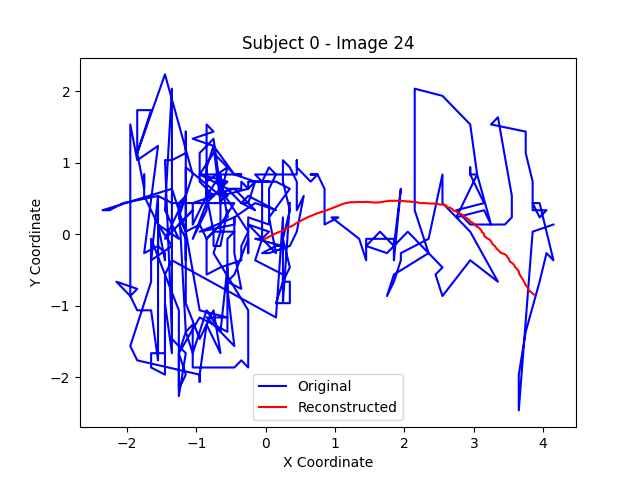 Subject 0 - Image 24
Y Coordinate
2
1
0
−1
−2
−2
−1
0
1
2
3
4
X Coordinate
Original
Reconstructed